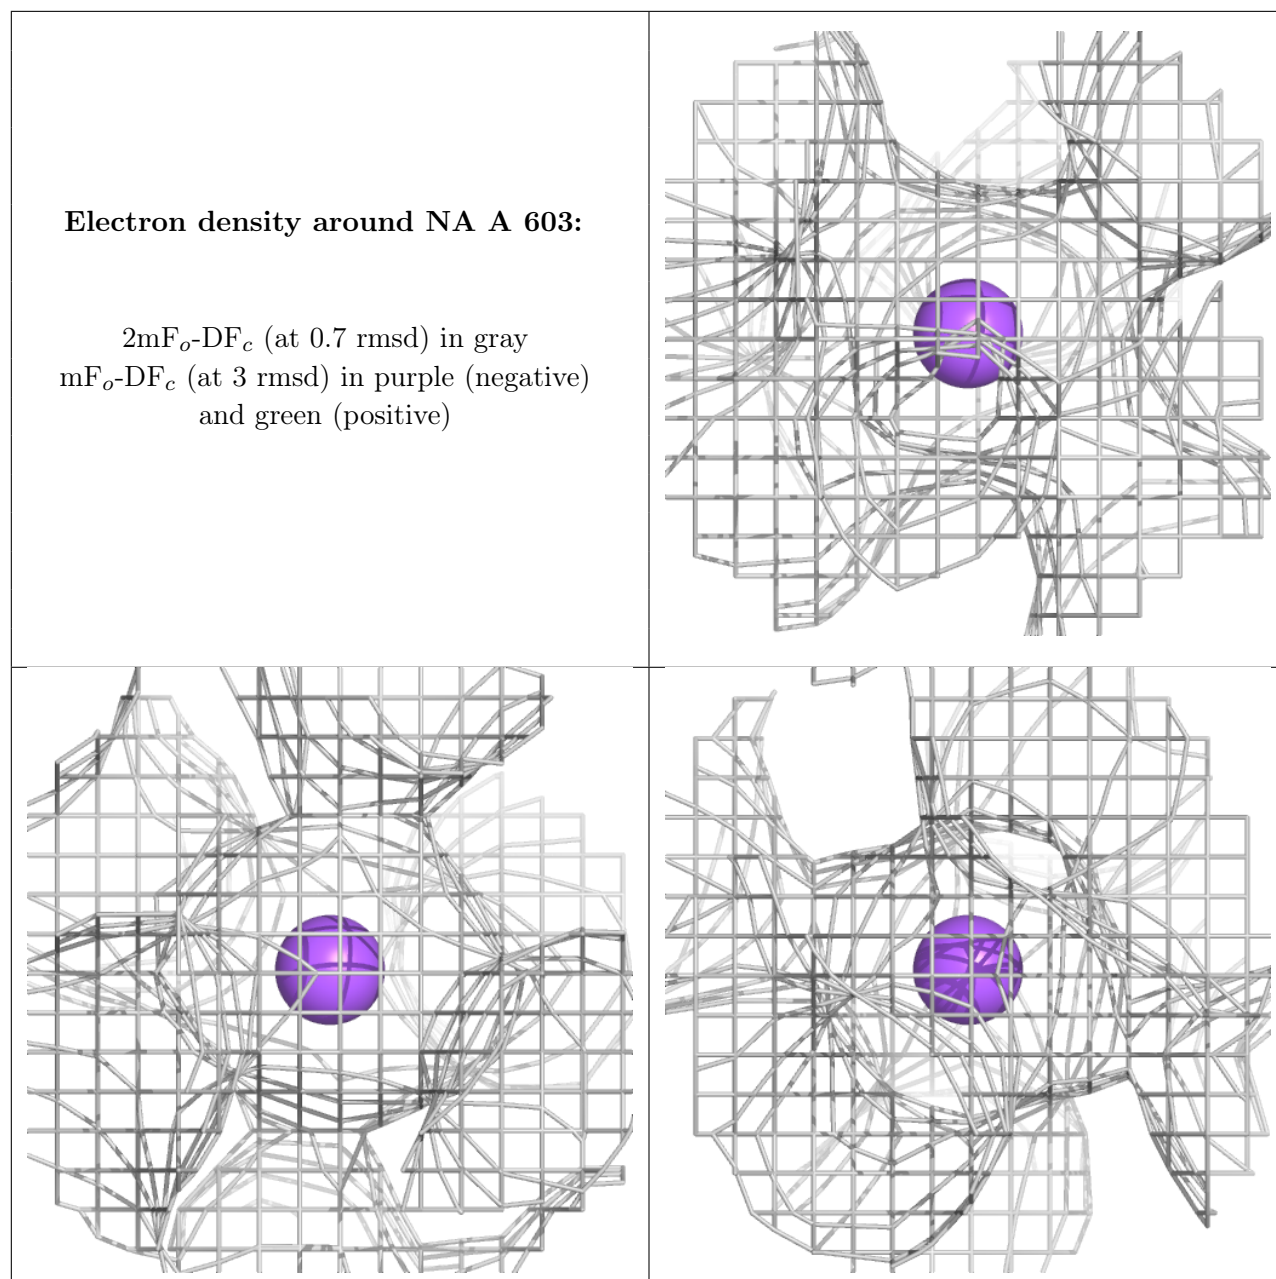 Electron density around NA A 603:
2mFo-DFc (at 0.7 rmsd) in gray
mFo-DFc (at 3 rmsd) in purple (negative)
and green (positive)